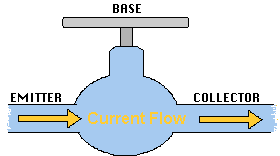 BASE
EMITTER
COLLECTOR
Current Flow